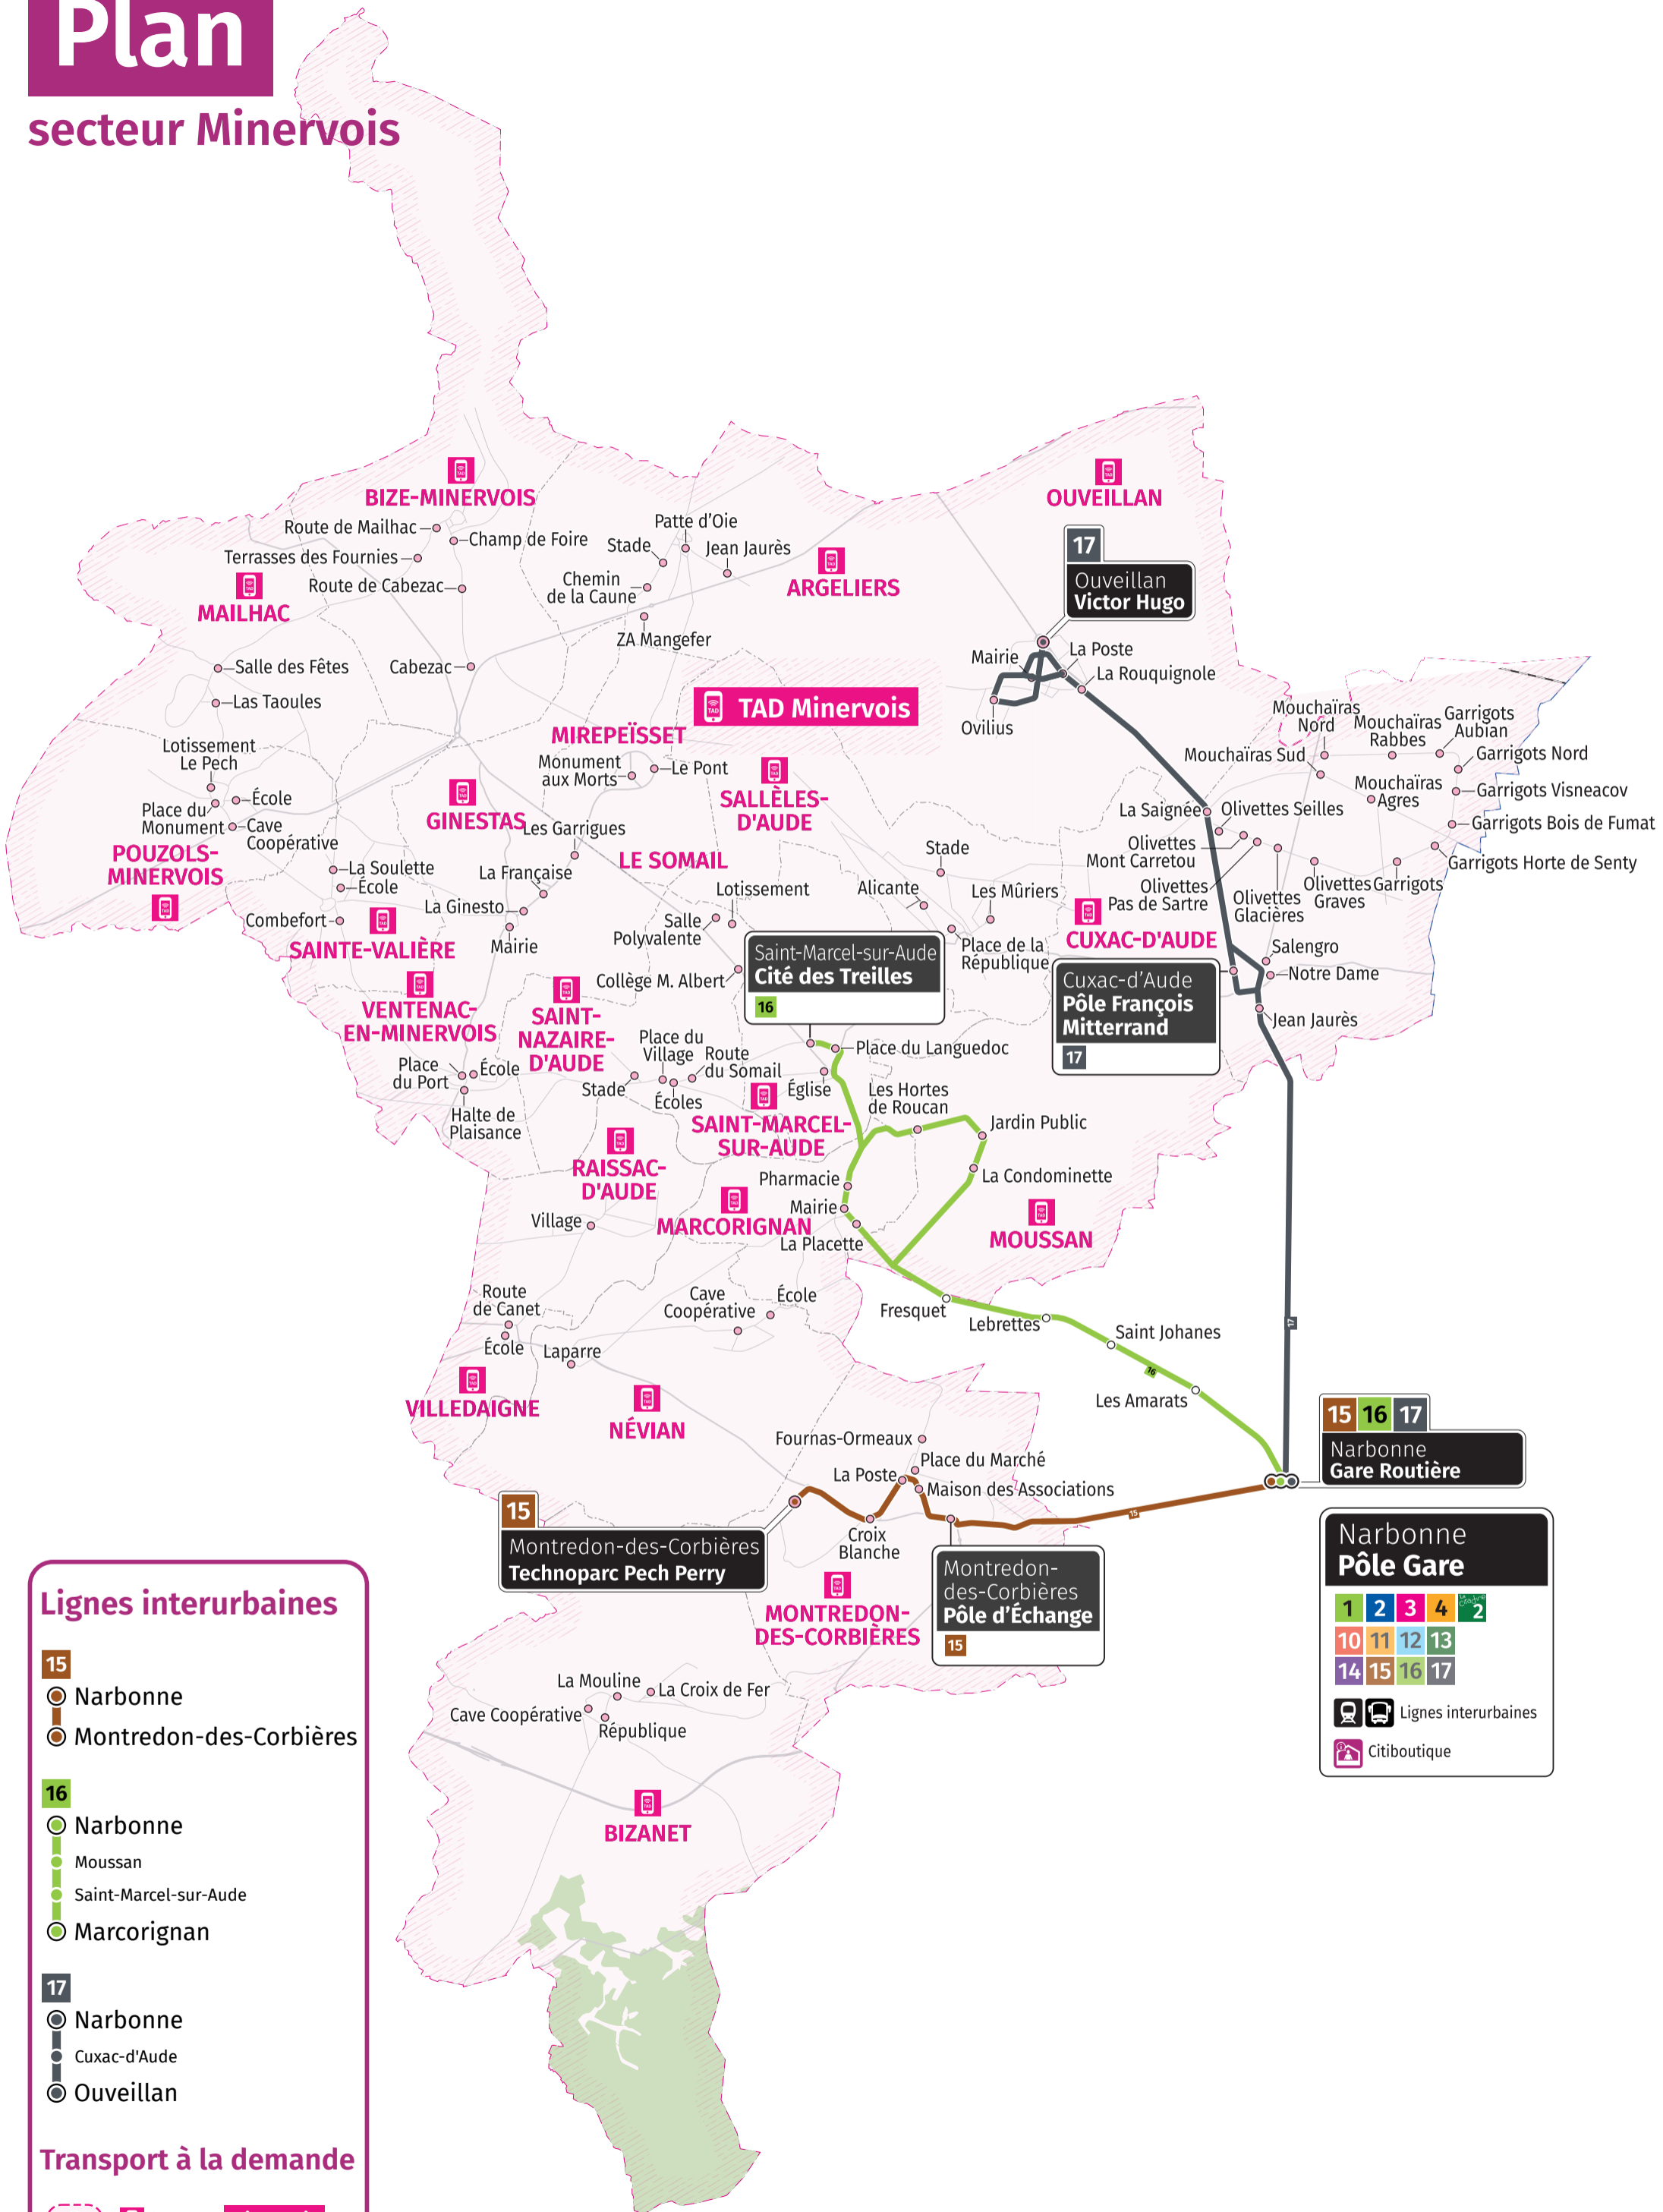 Plan
secteur Minervois
BIZE-MINERVOIS
Route de Mailhac
Champ de Foire
Terrasses des Fournies
Route de Cabezac
MAILHAC
Salle des Fêtes
Cabezac
Las Taoules
Patte d'Oie
Stade
Jean Jaurès
Chemin
de la Caune
ZA Mangefer
ARGELIERS
OUVEILLAN
17
Ouveillan
Victor Hugo
Mairie
La Poste
La Rouquignole
Ovilius
TAD Minervois
MIREPEÏSSET
Monument
aux Morts
Le Pont
SALLÈLES-
D'AUDE
Lotissement
Le Pech
École
Place du
Monument
Cave
Coopérative
POUZOLS-
MINERVOIS
GINESTAS
Les Garrigues
La Française
La Ginesto
Mairie
LE SOMAIL
La Soulette
École
Combefort
SAINTE-VALIÈRE
Mouchaïras
Nord
Mouchaïras
Rabbes
Garrigots
Aubian
Mouchaïras Sud
Garrigots Nord
Mouchaïras
Agres
Garrigots Visneacov
Garrigots Bois de Fumat
Garrigots Horte de Senty
La Saignée
Olivettes Seilles
Olivettes
Mont Carretou
Olivettes
Pas de Sartre
Olivettes
Glacières
Olivettes
Graves
Garrigots
Stade
Alicante
Les Mûriers
Place de la
République
CUXAC-D'AUDE
Lotissement
Salle
Polyvalente
Collège M. Albert
Saint-Marcel-sur-Aude
Cité des Treilles
16
Cuxac-d'Aude
Pôle François
Mitterrand
17
Salengro
Notre Dame
Jean Jaurès
VENTENAC-
EN-MINERVOIS
Place
du Port
École
Halte de
Plaisance
SAINT-
NAZAIRE-
D'AUDE
Place du
Village
Route
du Somail
Stade
Écoles
Place du Languedoc
Église
SAINT-MARCEL-
SUR-AUDE
Les Hortes
de Roucan
Jardin Public
La Condominette
Pharmacie
Mairie
La Placette
MOUSSAN
RAISSAC-
D'AUDE
Village
MARCORIGNAN
Route
de Canet
École
Laparre
Cave
Coopérative
École
VILLEDAIGNE
NÉVIAN
Fresquet
Lebrettes
Saint Johanes
16
Les Amarats
17
15 16 17
Narbonne
Gare Routière
Fournas-Ormeaux
Place du Marché
La Poste
Maison des Associations
15
Croix
Blanche
15
Montredon-des-Corbières
Technoparc Pech Perry
Montredon-
des-Corbières
Pôle d'Échange
15
MONTREDON-
DES-CORBIÈRES
Narbonne
Pôle Gare
1 2 3 4 2
10 11 12 13
14 15 16 17
Lignes interurbaines
Citiboutique
La Mouline
La Croix de Fer
Cave Coopérative
République
BIZANET
Lignes interurbaines
15
Narbonne
Montredon-des-Corbières
16
Narbonne
Moussan
Saint-Marcel-sur-Aude
Marcorignan
17
Narbonne
Cuxac-d'Aude
Ouveillan
Transport à la demande